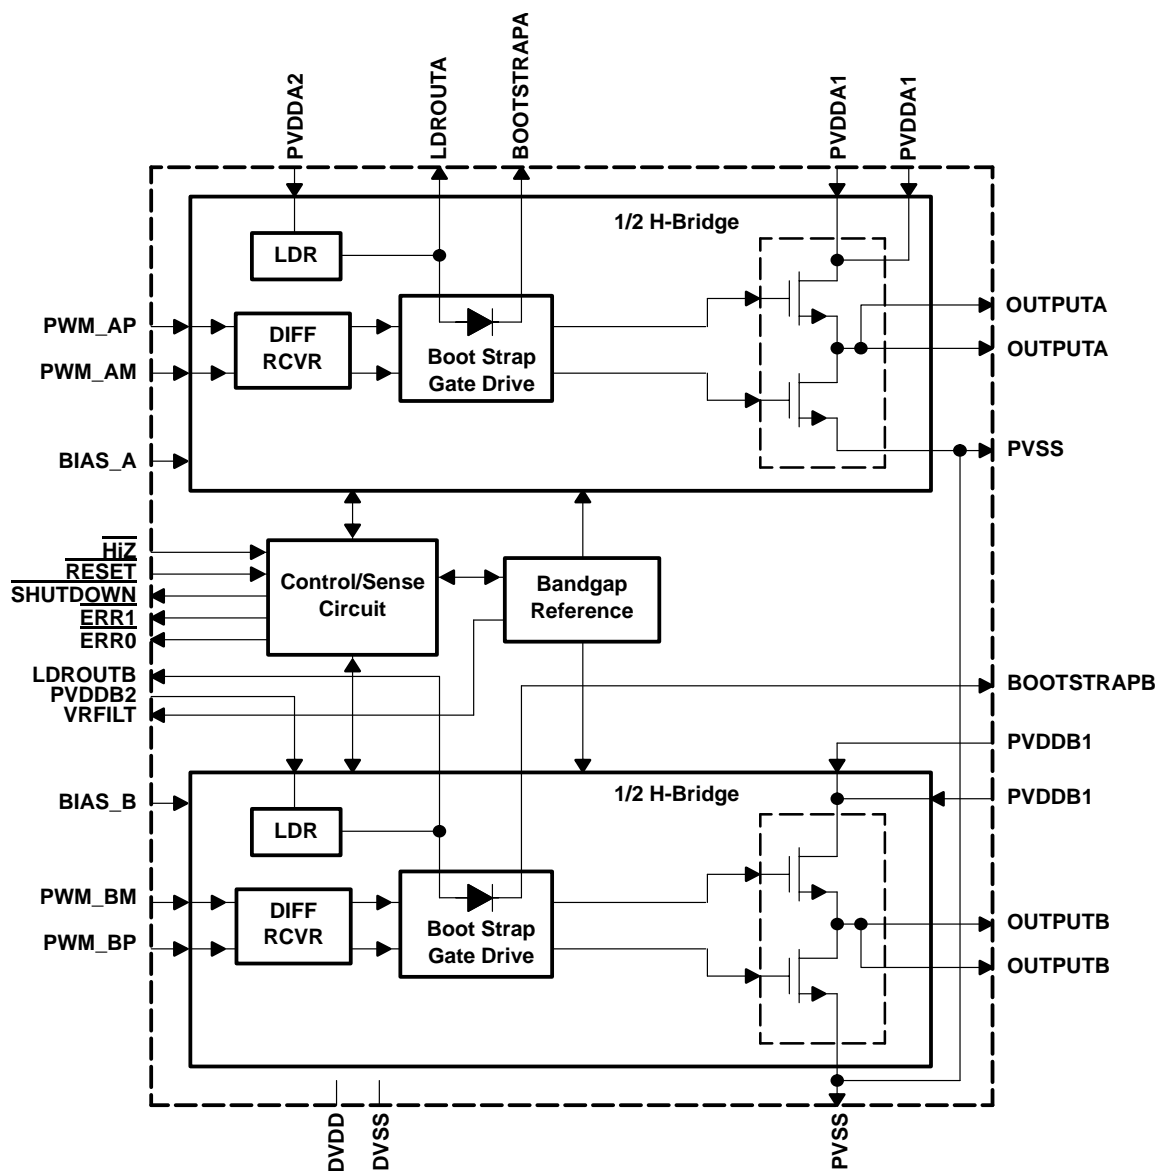 PVDDA2
LDROUTA
BOOTSTRAPA
PVDDA1
PVDDA1
1/2 H-Bridge
LDR
PWM_AP
PWM_AM
DIFF
RCVR
Boot Strap
Gate Drive
OUTPUTA
OUTPUTA
BIAS_A
PVSS
HiZ
RESET
SHUTDOWN
ERR1
ERR0
Control/Sense
Circuit
Bandgap
Reference
LDROUTB
PVDDB2
VRFILT
BOOTSTRAPB
PVDDB1
PVDDB1
BIAS_B
1/2 H-Bridge
LDR
PWM_BM
PWM_BP
DIFF
RCVR
Boot Strap
Gate Drive
OUTPUTB
OUTPUTB
DVDD
DVSS
PVSS